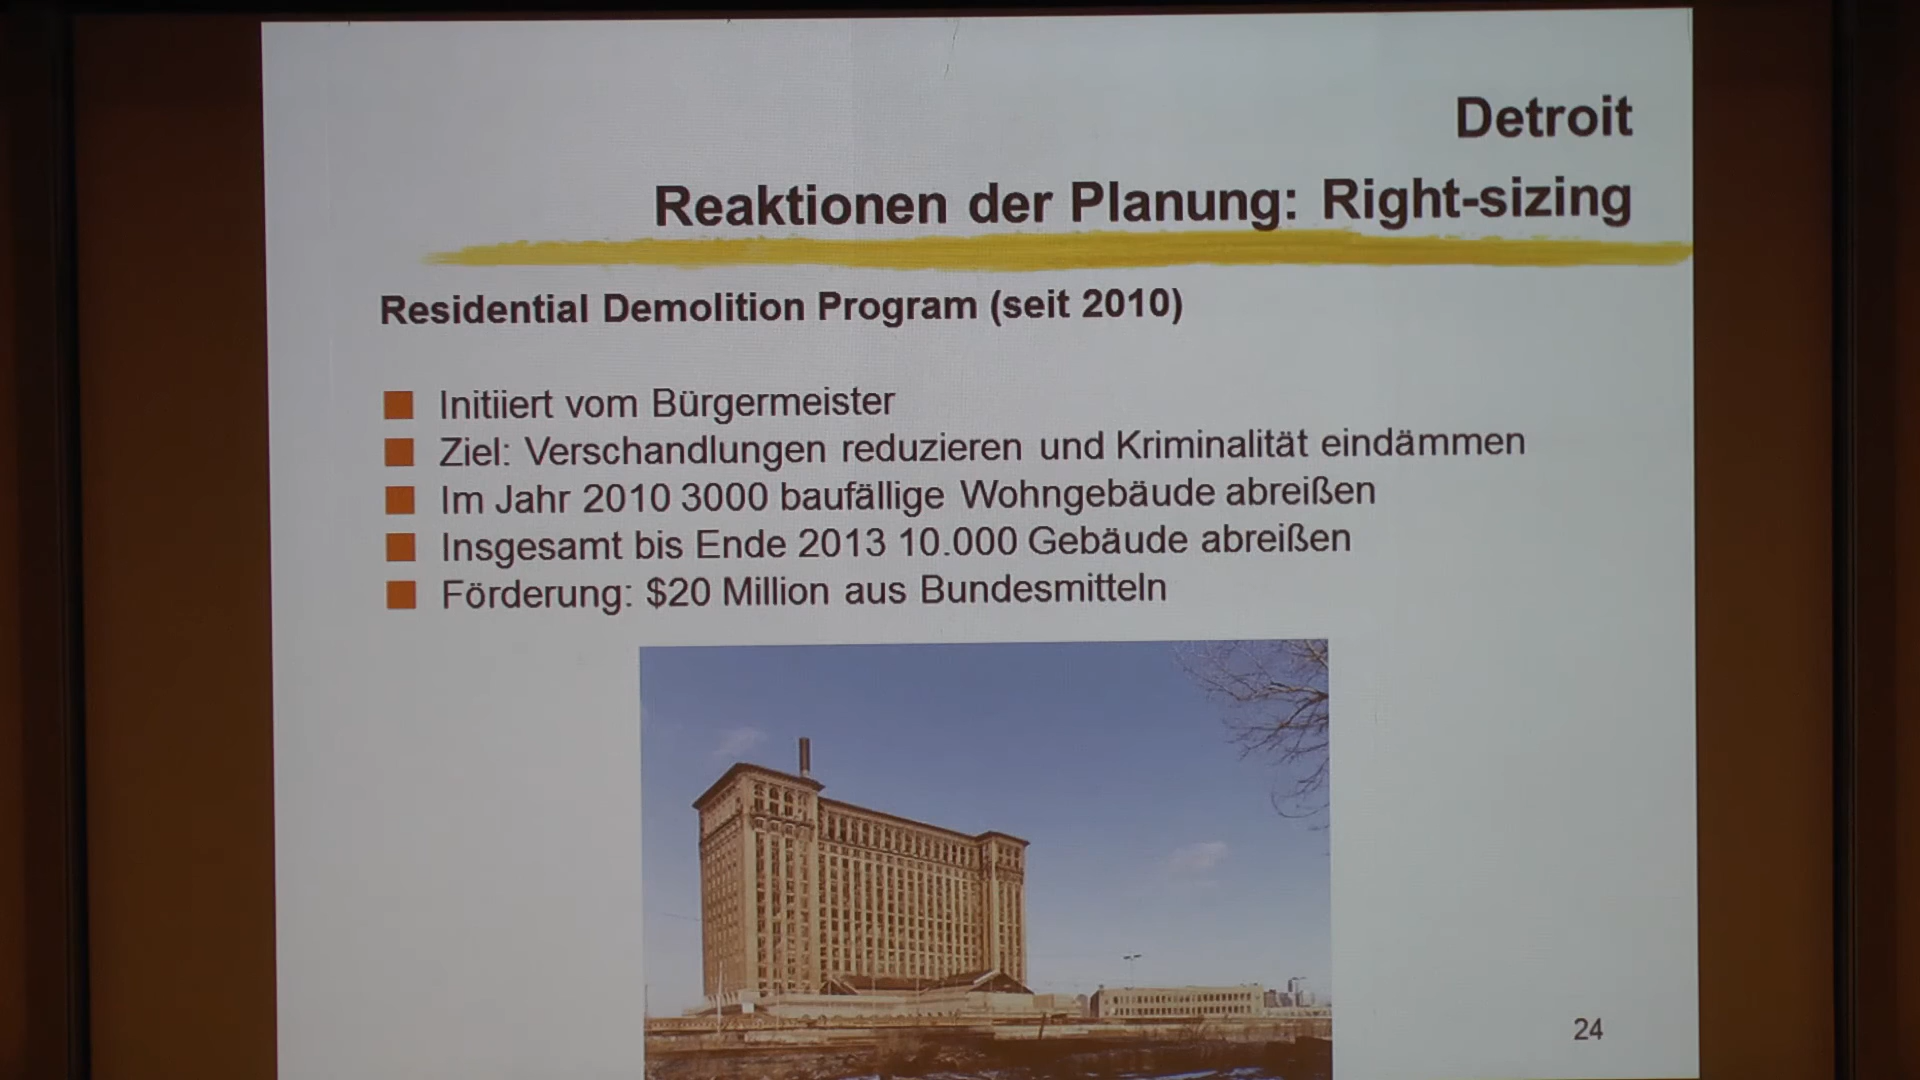 Detroit
Reaktionen der Planung: Right-sizing
Residential Demolition Program (seit 2010)
Initiiert vom Bürgermeister
Ziel: Verschandlungen reduzieren und Kriminalität eindämmen
Im Jahr 2010 3000 baufällige Wohngebäude abreißen
Insgesamt bis Ende 2013 10.000 Gebäude abreißen
Förderung: $20 Million aus Bundesmitteln
24